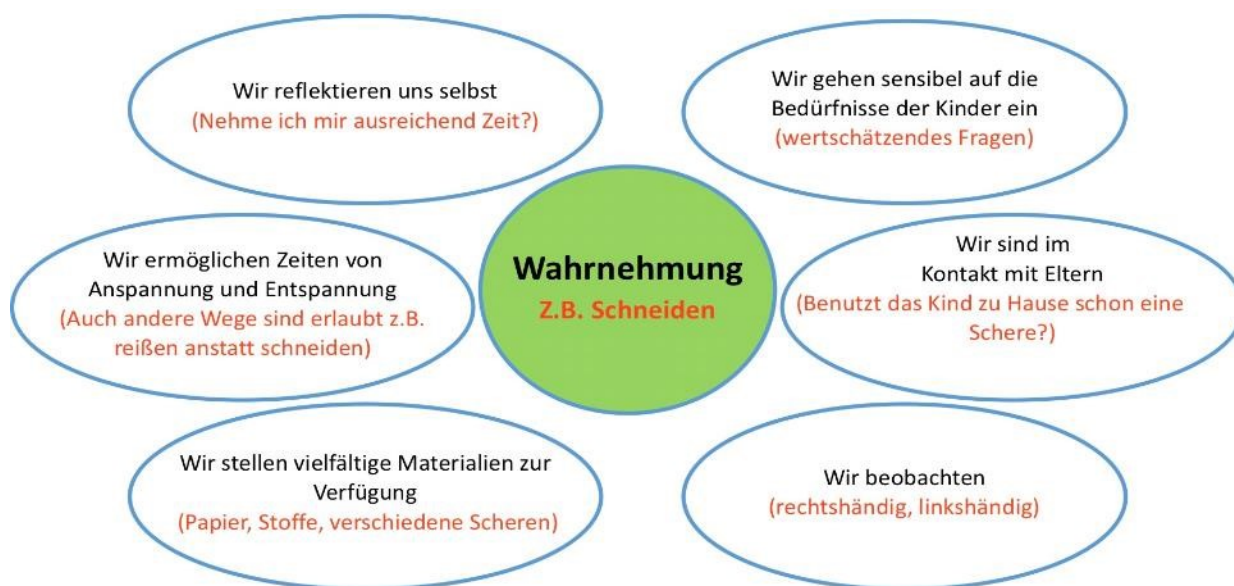 Wir reflektieren uns selbst
(Nehme ich mir ausreichend Zeit?)
Wir gehen sensibel auf die
Bedürfnisse der Kinder ein
(wertschätzendes Fragen)
Wahrnehmung
Z.B. Schneiden
Wir ermöglichen Zeiten von
Anspannung und Entspannung
(Auch andere Wege sind erlaubt z.B.
reißen anstatt schneiden)
Wir sind im
Kontakt mit Eltern
(Benutzt das Kind zu Hause schon eine
Schere?)
Wir stellen vielfältige Materialien zur
Verfügung
(Papier, Stoffe, verschiedene Scheren)
Wir beobachten
(rechtshändig, linkshändig)